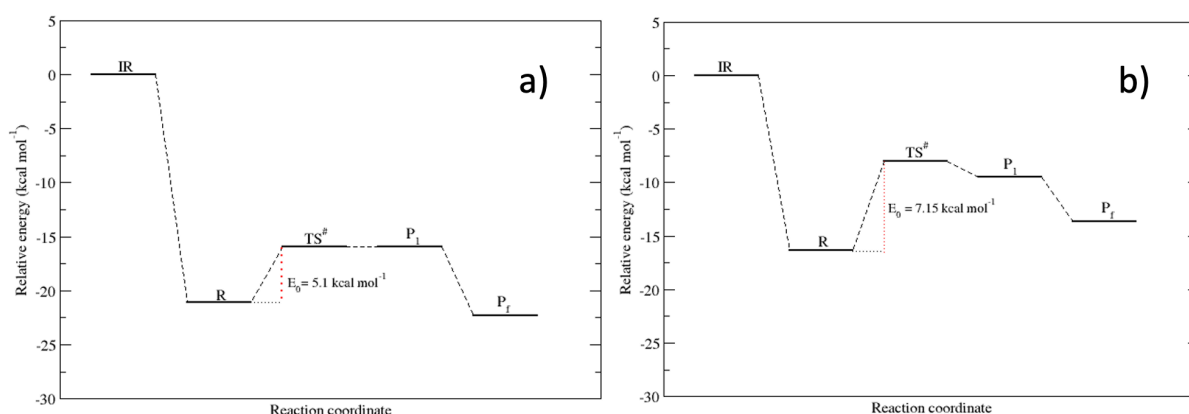 a)
Relative energy (kcal mol⁻¹)
5
0
-5
-10
-15
-20
-25
-30
IR
R
TS#
P1
Pf
E0= 5.1 kcal mol⁻¹
Reaction coordinate
b)
Relative energy (kcal mol⁻¹)
5
0
-5
-10
-15
-20
-25
-30
IR
R
TS#
P1
Pf
E0 = 7.15 kcal mol⁻¹
Reaction coordinate